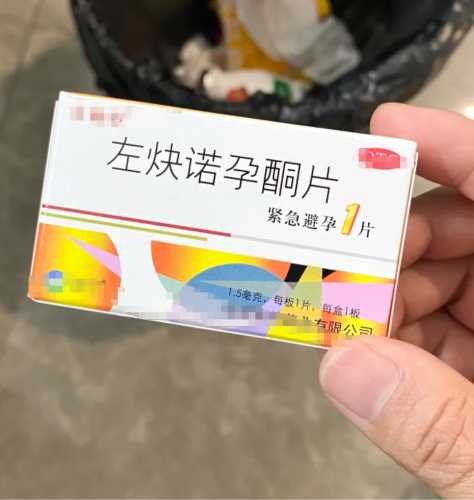 OTC
左炔诺孕酮片
紧急避孕1片
1.5毫克，每板1片，每盒1板
有限公司